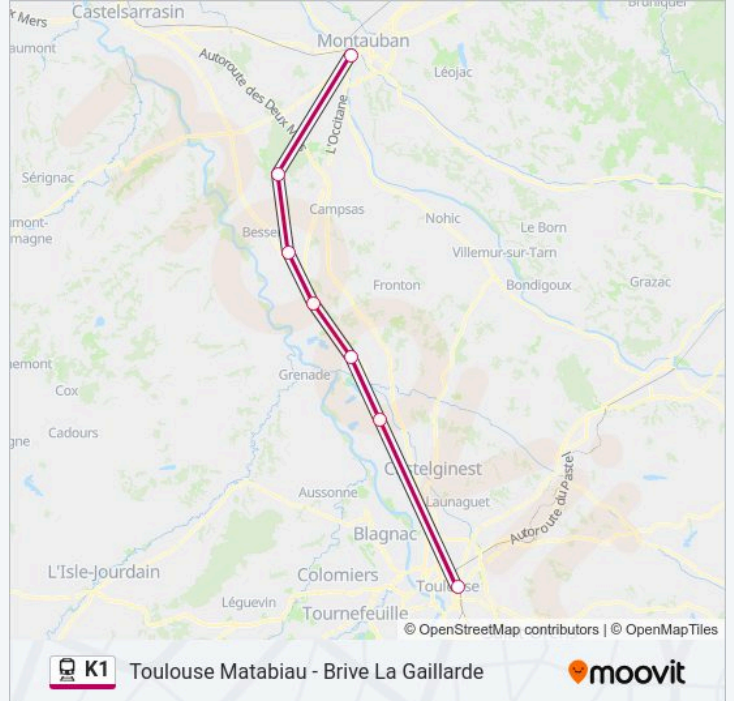 Castelsarrasin
Bruniquel
x Mers
Montauban
aumont
Léojac
Autoroute des Deux M
L'Occitane
Sérignac
Campsas
Nohic
mont-
magne
Besse
Le Born
Villemur-sur-Tarn
Fronton
Bondigoux
Grazac
emont
Grenade
Cox
gne
Cadours
Castelginest
Autoroute du Pastel
Aussonne
Launaguet
Blagnac
L'Isle-Jourdain
Colomiers
Toulouse
Léguevin
Tournefeuille
© OpenStreetMap contributors | © OpenMapTiles
K1 Toulouse Matabiau - Brive La Gaillarde
moovit